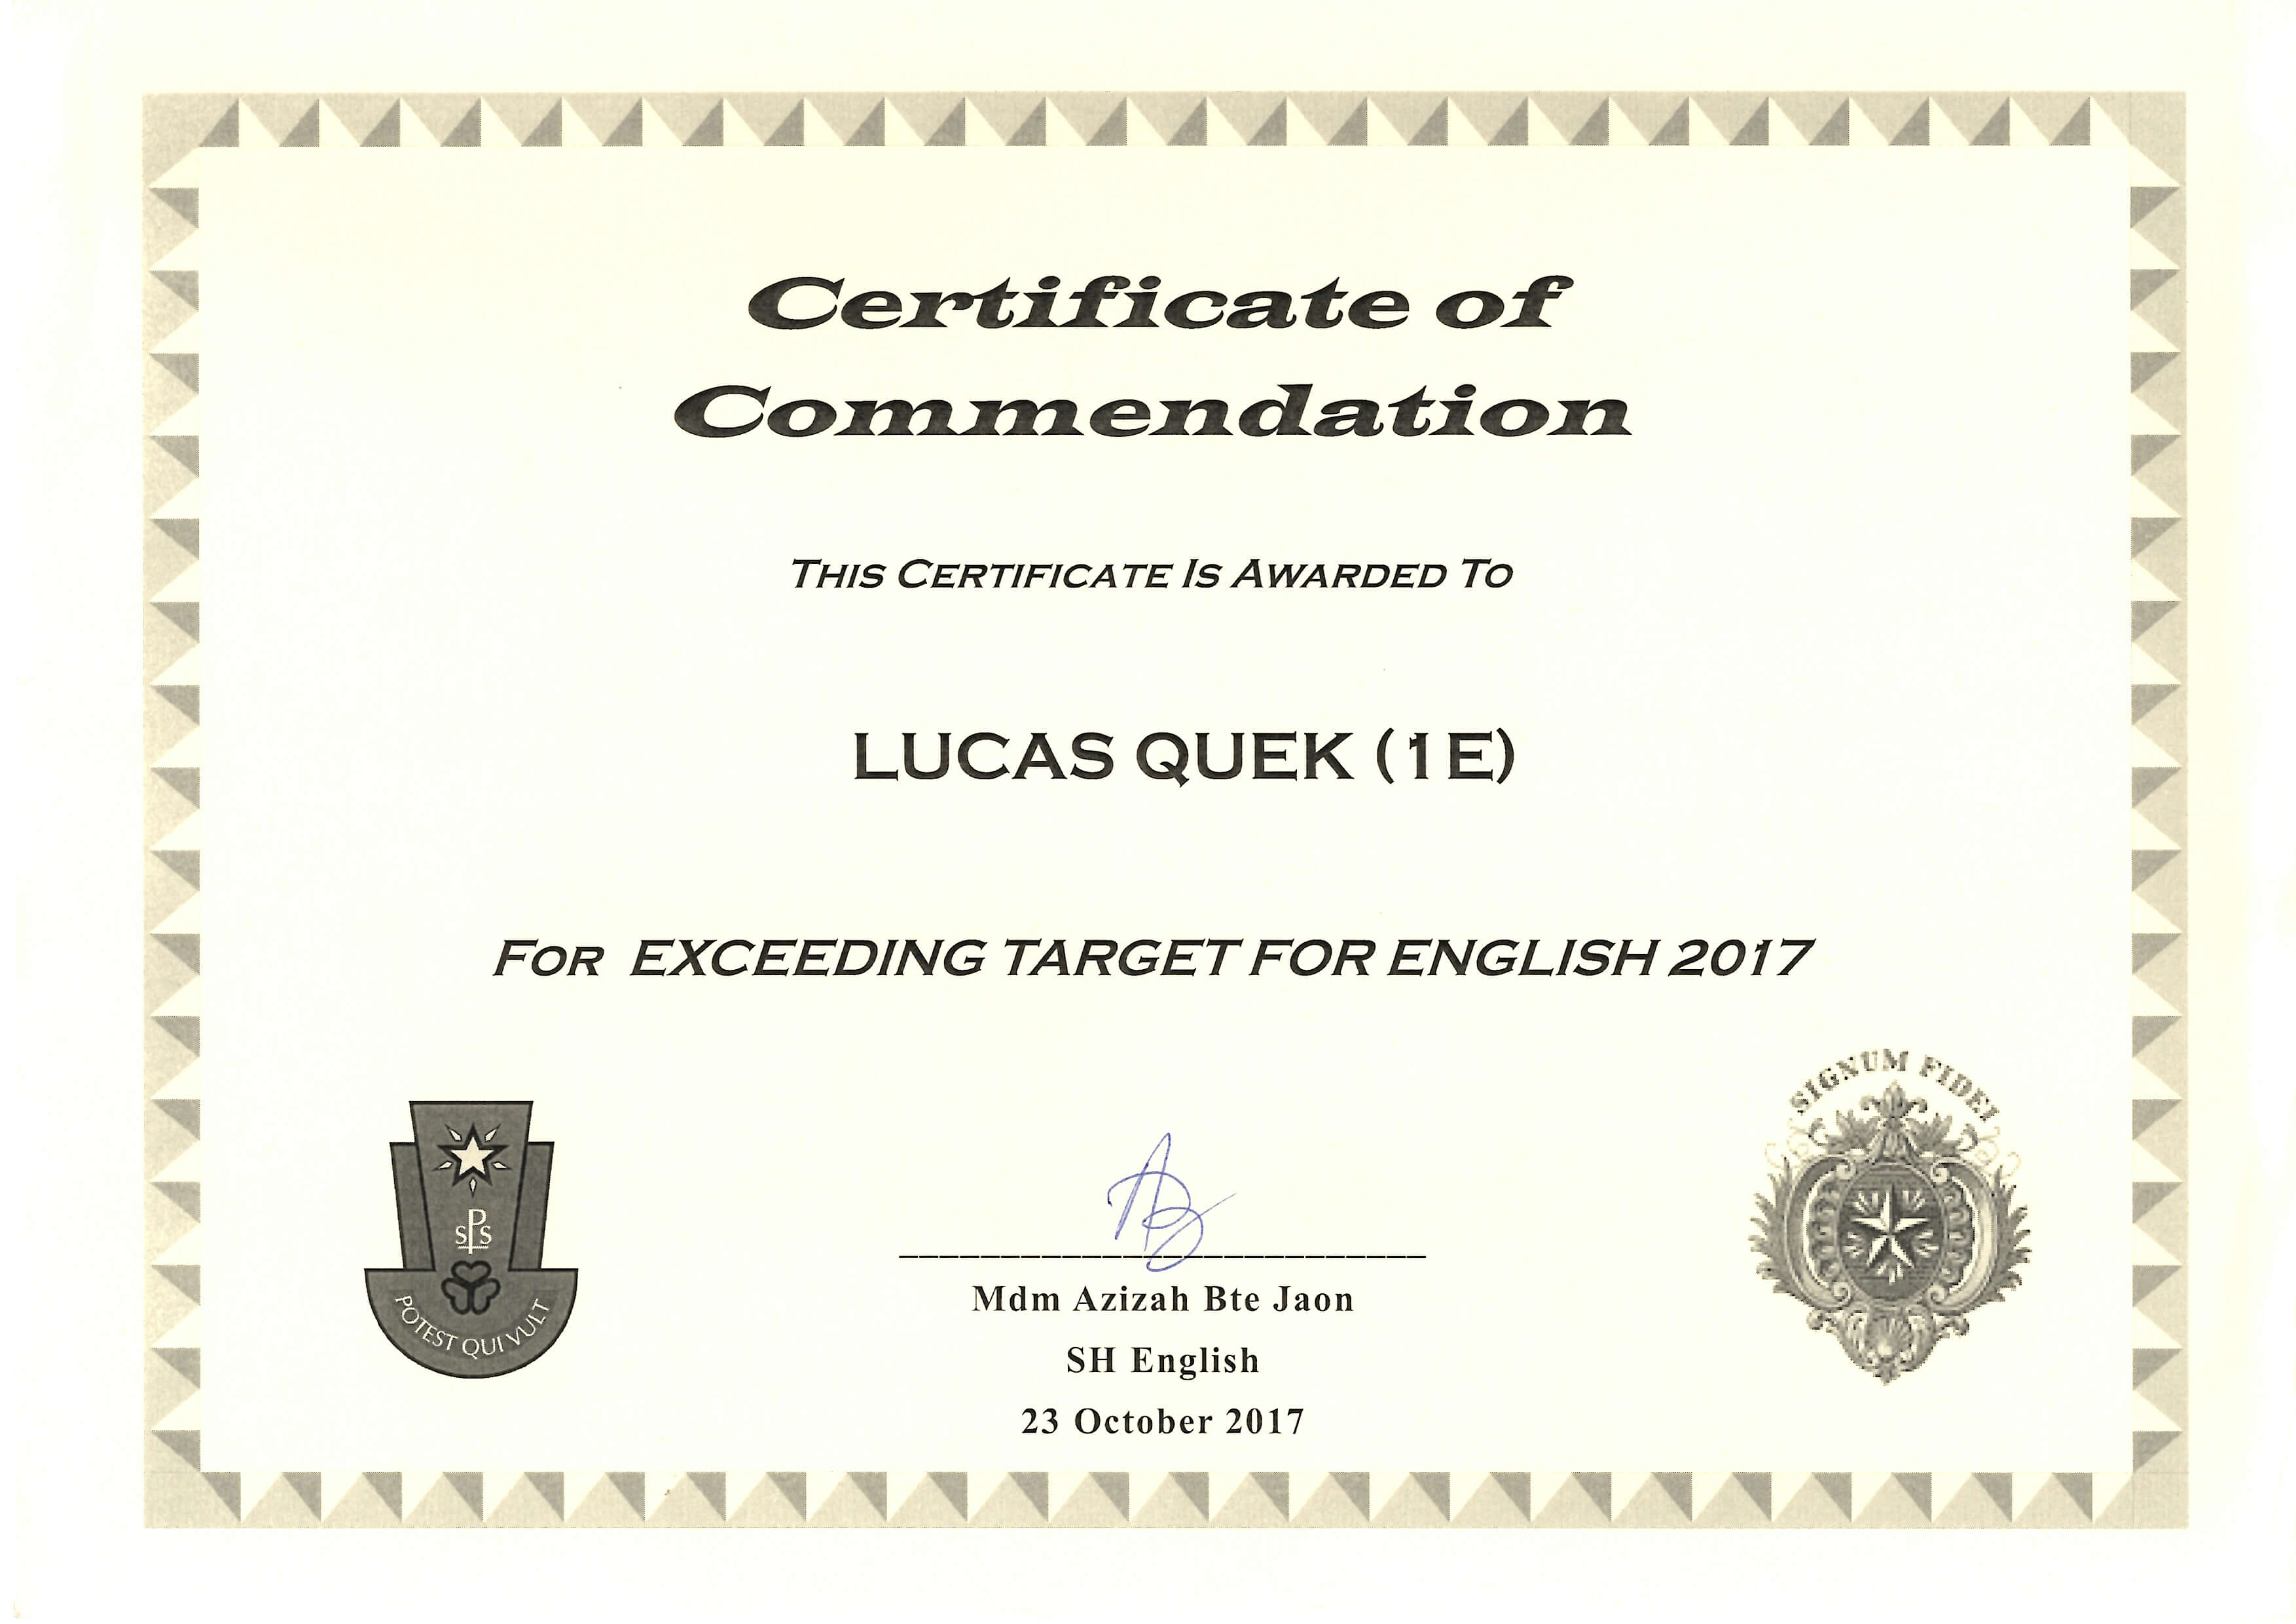 Certificate of
Commendation
THIS CERTIFICATE IS AWARDED TO
LUCAS QUEK (1E)
FOR EXCEEDING TARGET FOR ENGLISH 2017
SIGNUM FIDEI
SPS
POTEST QUI VULT
Mdm Azizah Bte Jaon
SH English
23 October 2017